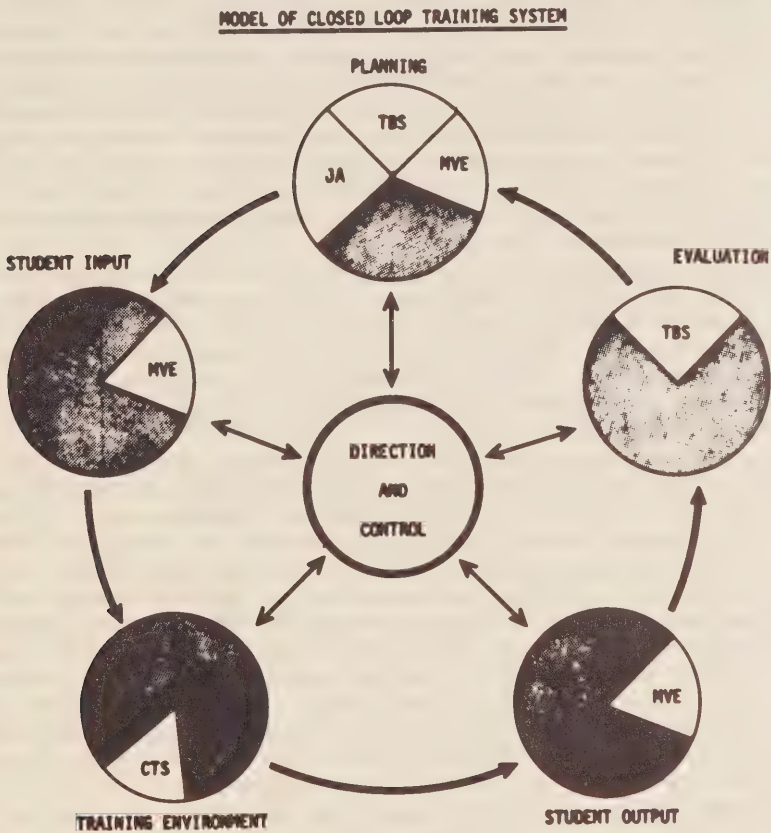 MODEL OF CLOSED LOOP TRAINING SYSTEM
PLANNING
TBS
JA
MVE
STUDENT INPUT
MVE
EVALUATION
TBS
DIRECTION
AND
CONTROL
CTS
TRAINING ENVIRONMENT
MVE
STUDENT OUTPUT